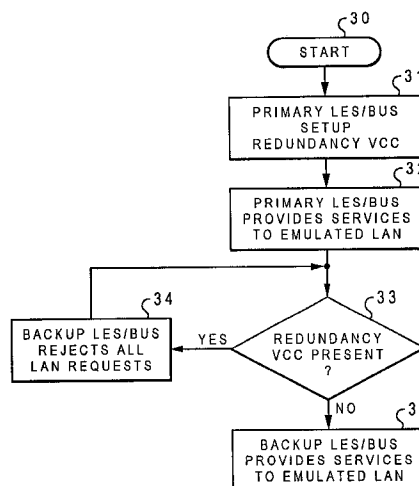 30
START
31
PRIMARY LES/BUS
SETUP
REDUNDANCY VCC
32
PRIMARY LES/BUS
PROVIDES SERVICES
TO EMULATED LAN
34
BACKUP LES/BUS
REJECTS ALL
LAN REQUESTS
YES
33
REDUNDANCY
VCC PRESENT
?
NO
BACKUP LES/BUS
PROVIDES SERVICES
TO EMULATED LAN